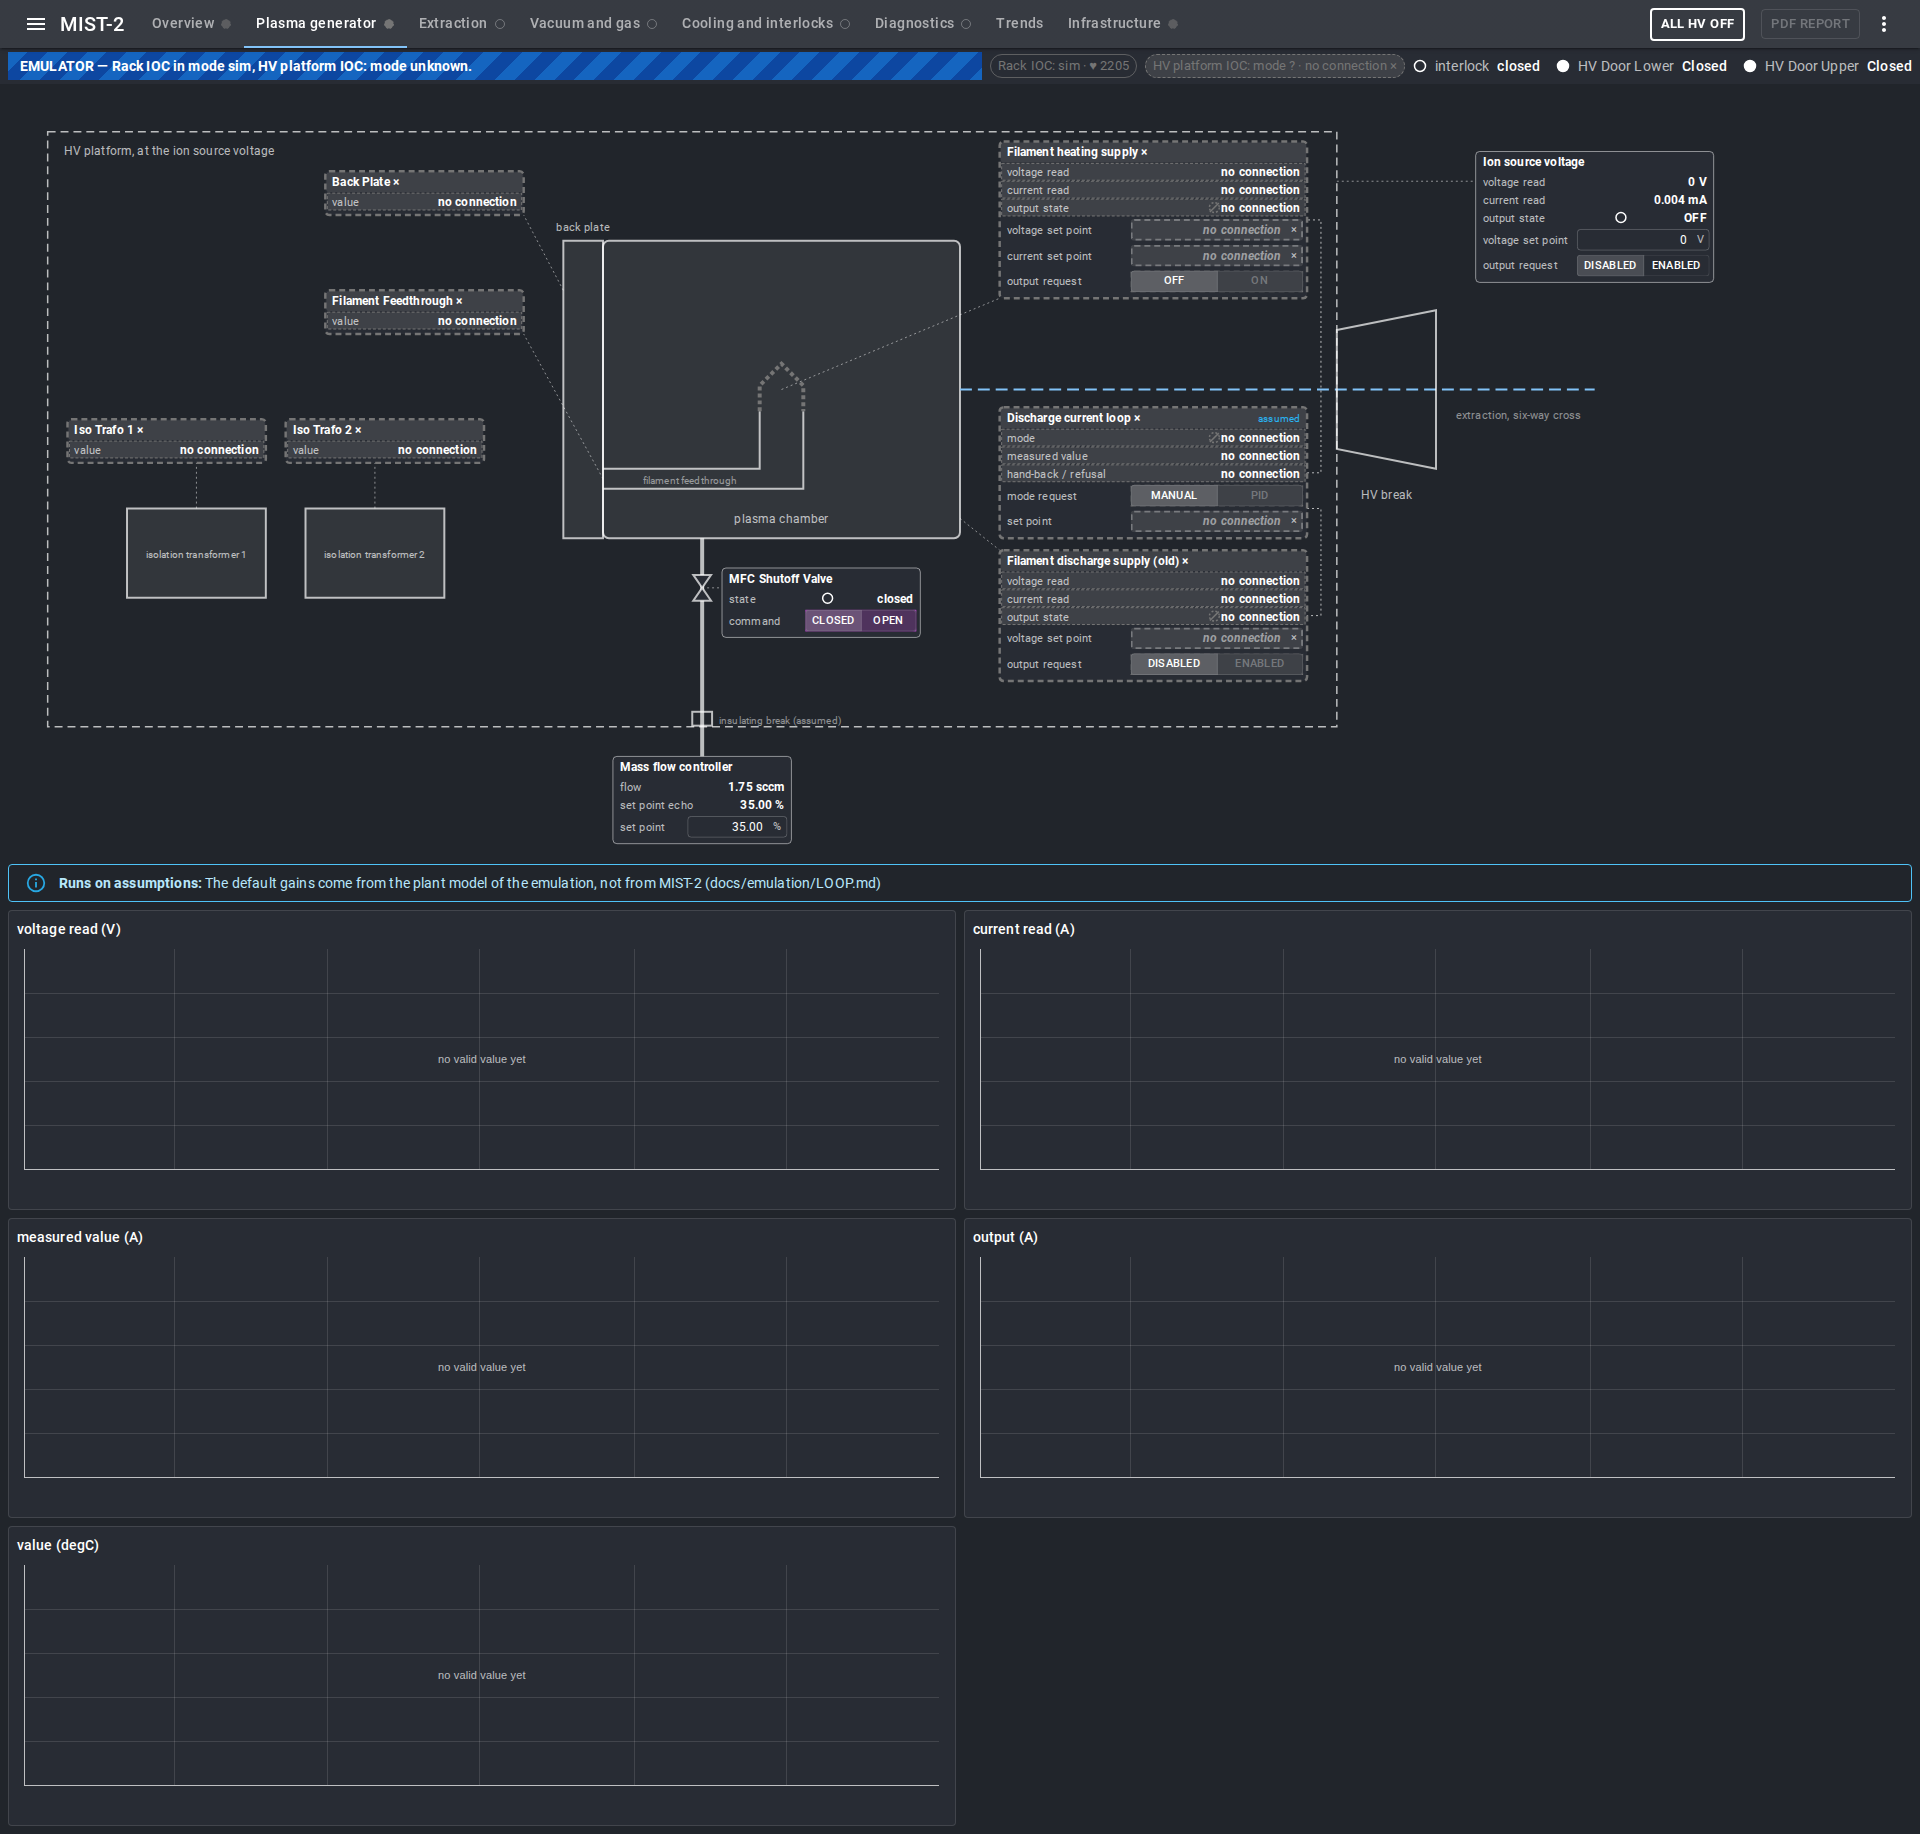 MIST-2
Overview
Plasma generator
Extraction
Vacuum and gas
Cooling and interlocks
Diagnostics
Trends
Infrastructure
ALL HV OFF
PDF REPORT
EMULATOR — Rack IOC in mode sim, HV platform IOC: mode unknown.
Rack IOC: sim · ♥ 2205
HV platform IOC: mode ? · no connection ×
interlock closed
HV Door Lower Closed
HV Door Upper Closed
HV platform, at the ion source voltage
Back Plate ×
value no connection
back plate
Filament Feedthrough ×
value no connection
Iso Trafo 1 ×
value no connection
Iso Trafo 2 ×
value no connection
isolation transformer 1
isolation transformer 2
filament feedthrough
plasma chamber
Filament heating supply ×
voltage read no connection
current read no connection
output state no connection
voltage set point no connection ×
current set point no connection ×
output request OFF ON
Ion source voltage
voltage read 0 V
current read 0.004 mA
output state OFF
voltage set point 0 V
output request DISABLED ENABLED
extraction, six-way cross
HV break
Discharge current loop × assumed
mode no connection
measured value no connection
hand-back / refusal no connection
mode request MANUAL PID
set point no connection ×
Filament discharge supply (old) ×
voltage read no connection
current read no connection
output state no connection
voltage set point no connection ×
output request DISABLED ENABLED
MFC Shutoff Valve
state closed
command CLOSED OPEN
insulating break (assumed)
Mass flow controller
flow 1.75 sccm
set point echo 35.00 %
set point 35.00 %
Runs on assumptions: The default gains come from the plant model of the emulation, not from MIST-2 (docs/emulation/LOOP.md)
voltage read (V)
no valid value yet
current read (A)
no valid value yet
measured value (A)
no valid value yet
output (A)
no valid value yet
value (degC)
no valid value yet